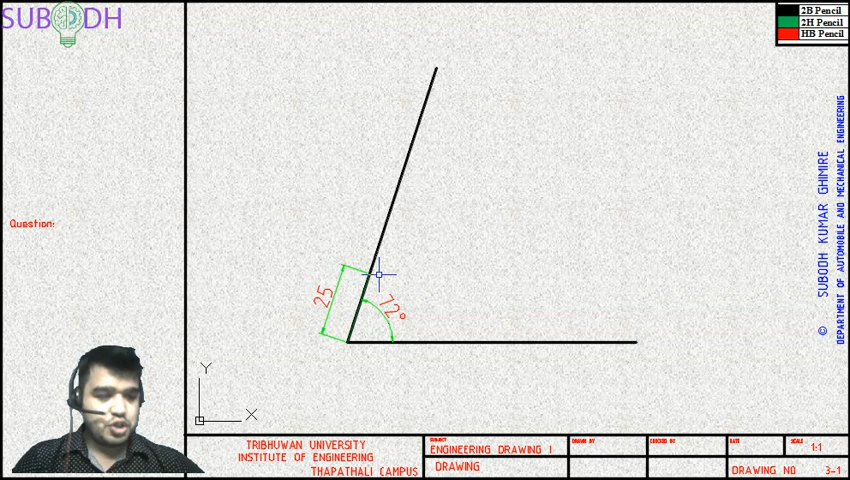 SUBODH
2B Pencil
2H Pencil
HB Pencil
Question:
25
72°
Y
X
© SUBODH KUMAR GHIMIRE
DEPARTMENT OF AUTOMOBILE AND MECHANICAL ENGINEERING
TRIBHUWAN UNIVERSITY
INSTITUTE OF ENGINEERING
THAPATHALI CAMPUS
SUBJECT
ENGINEERING DRAWING I
DRAWING
DRAWN BY
CHECKED BY
DATE
SCALE
1:1
DRAWING NO 3-1